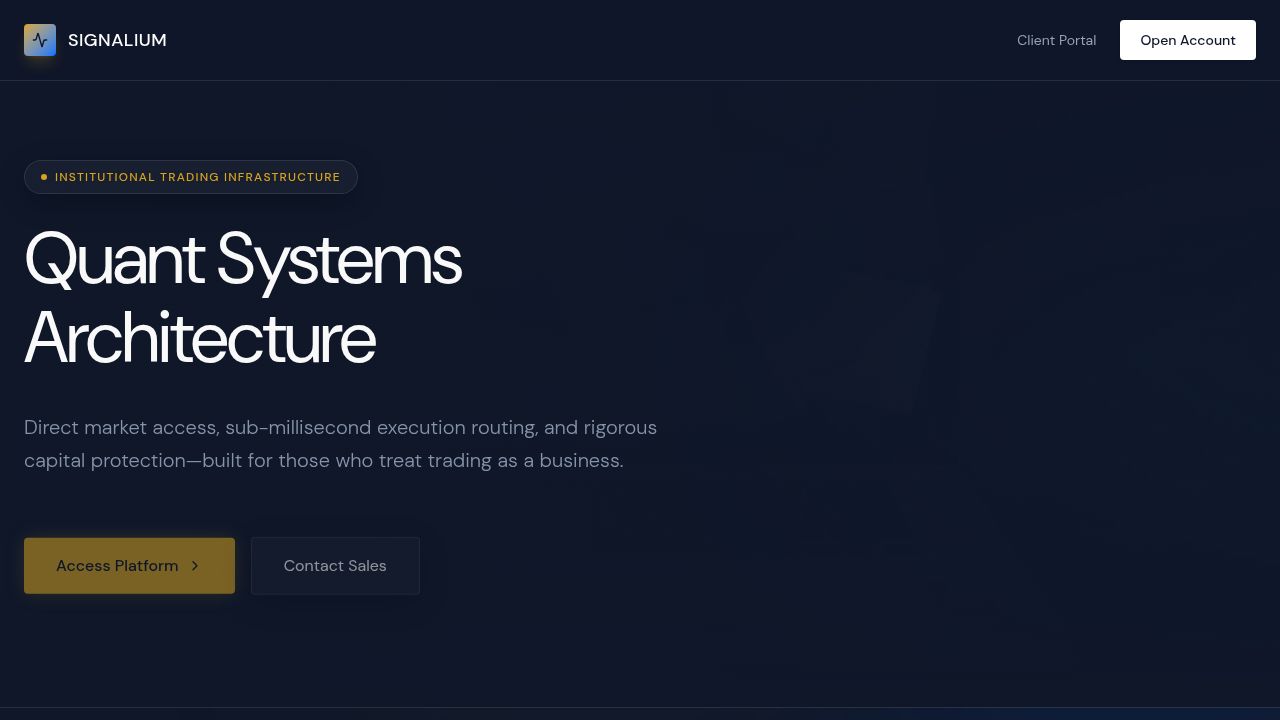 SIGNALIUM
Client Portal
Open Account
INSTITUTIONAL TRADING INFRASTRUCTURE
Quant Systems
Architecture
Direct market access, sub-millisecond execution routing, and rigorous
capital protection—built for those who treat trading as a business.
Access Platform
Contact Sales